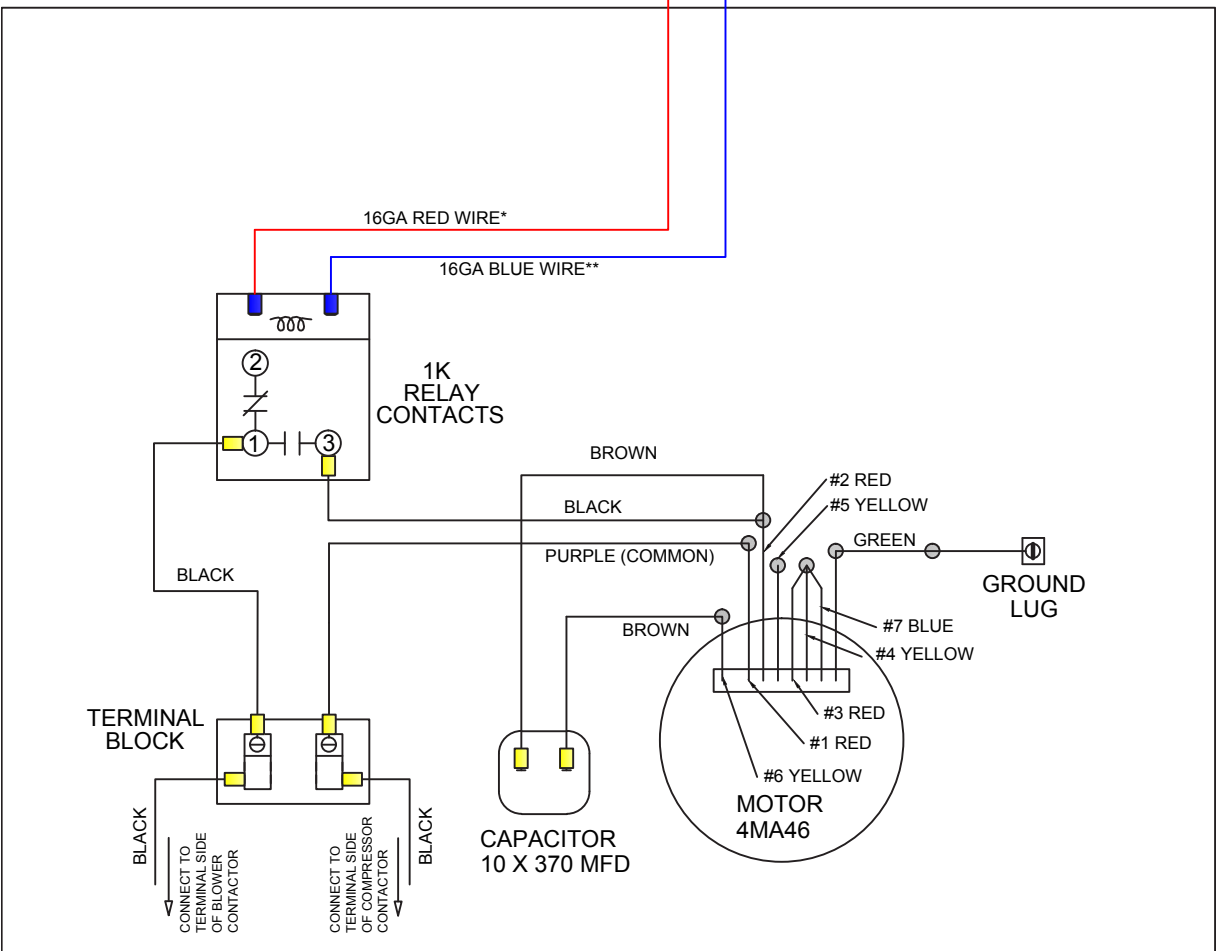 16GA RED WIRE*
16GA BLUE WIRE**
2
1
3
1K
RELAY
CONTACTS
BROWN
#2 RED
#5 YELLOW
BLACK
GREEN
PURPLE (COMMON)
GROUND
LUG
BLACK
BROWN
#7 BLUE
#4 YELLOW
#3 RED
#1 RED
#6 YELLOW
MOTOR
4MA46
TERMINAL
BLOCK
CAPACITOR
10 X 370 MFD
BLACK
CONNECT TO
TERMINAL SIDE
OF BLOWER
CONTACTOR
CONNECT TO
TERMINAL SIDE
OF COMPRESSOR
CONTACTOR
BLACK